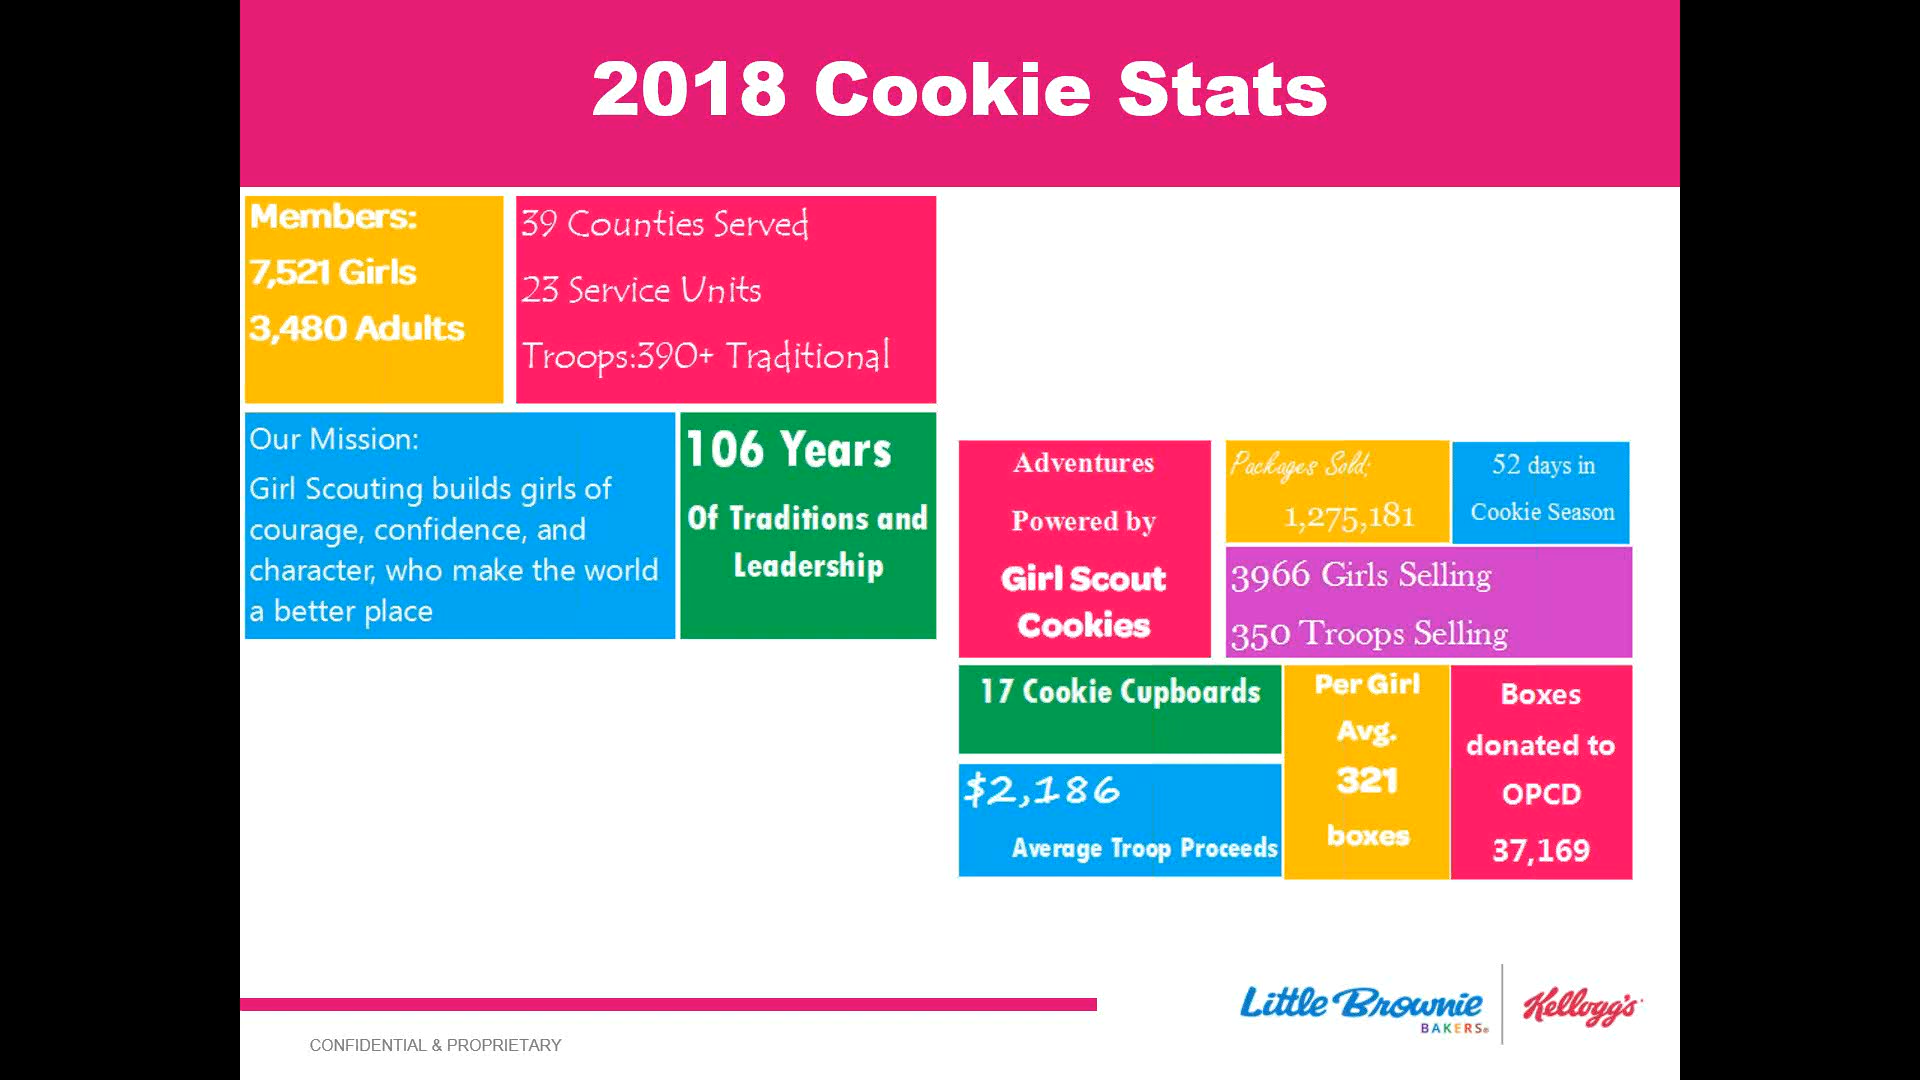 2018 Cookie Stats
Members:
7,521 Girls
3,480 Adults
39 Counties Served
23 Service Units
Troops:390+ Traditional
Our Mission:
Girl Scouting builds girls of
courage, confidence, and
character, who make the world
a better place
106 Years
Of Traditions and
Leadership
Adventures
Powered by
Girl Scout
Cookies
Packages Sold:
1,275,181
52 days in
Cookie Season
3966 Girls Selling
350 Troops Selling
17 Cookie Cupboards
$2,186
Average Troop Proceeds
Per Girl
Avg.
321
boxes
Boxes
donated to
OPCD
37,169
Little Brownie
BAKERS®
Kellogg's
CONFIDENTIAL & PROPRIETARY